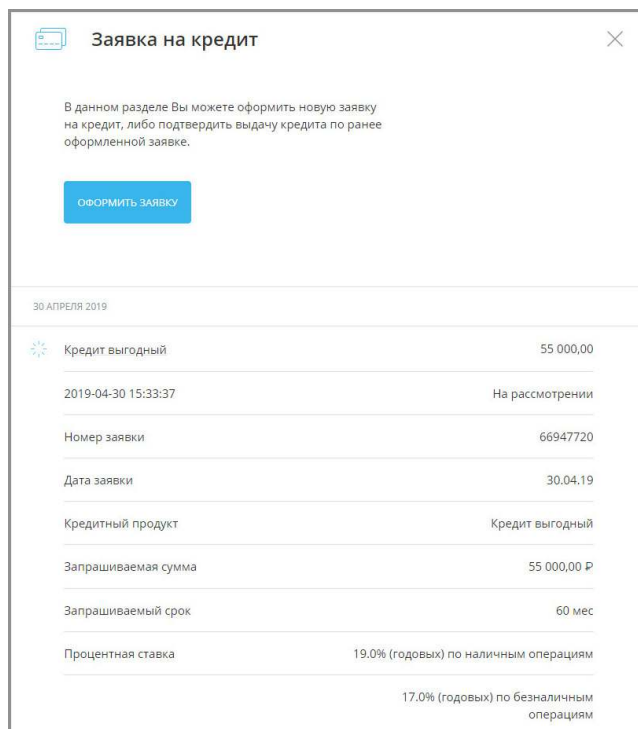 Заявка на кредит
В данном разделе Вы можете оформить новую заявку
на кредит, либо подтвердить выдачу кредита по ранее
оформленной заявке.
ОФОРМИТЬ ЗАЯВКУ
30 АПРЕЛЯ 2019
Кредит выгодный 55 000,00
2019-04-30 15:33:37 На рассмотрении
Номер заявки 66947720
Дата заявки 30.04.19
Кредитный продукт Кредит выгодный
Запрашиваемая сумма 55 000,00 ₽
Запрашиваемый срок 60 мес
Процентная ставка 19.0% (годовых) по наличным операциям
17.0% (годовых) по безналичным
операциям